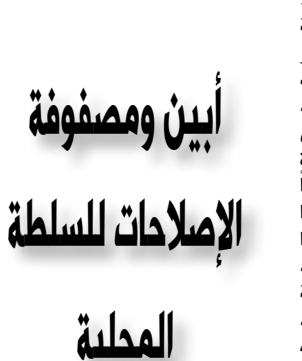 أبين ومصفوفة
الإصلاحات للسلطة
المحلية